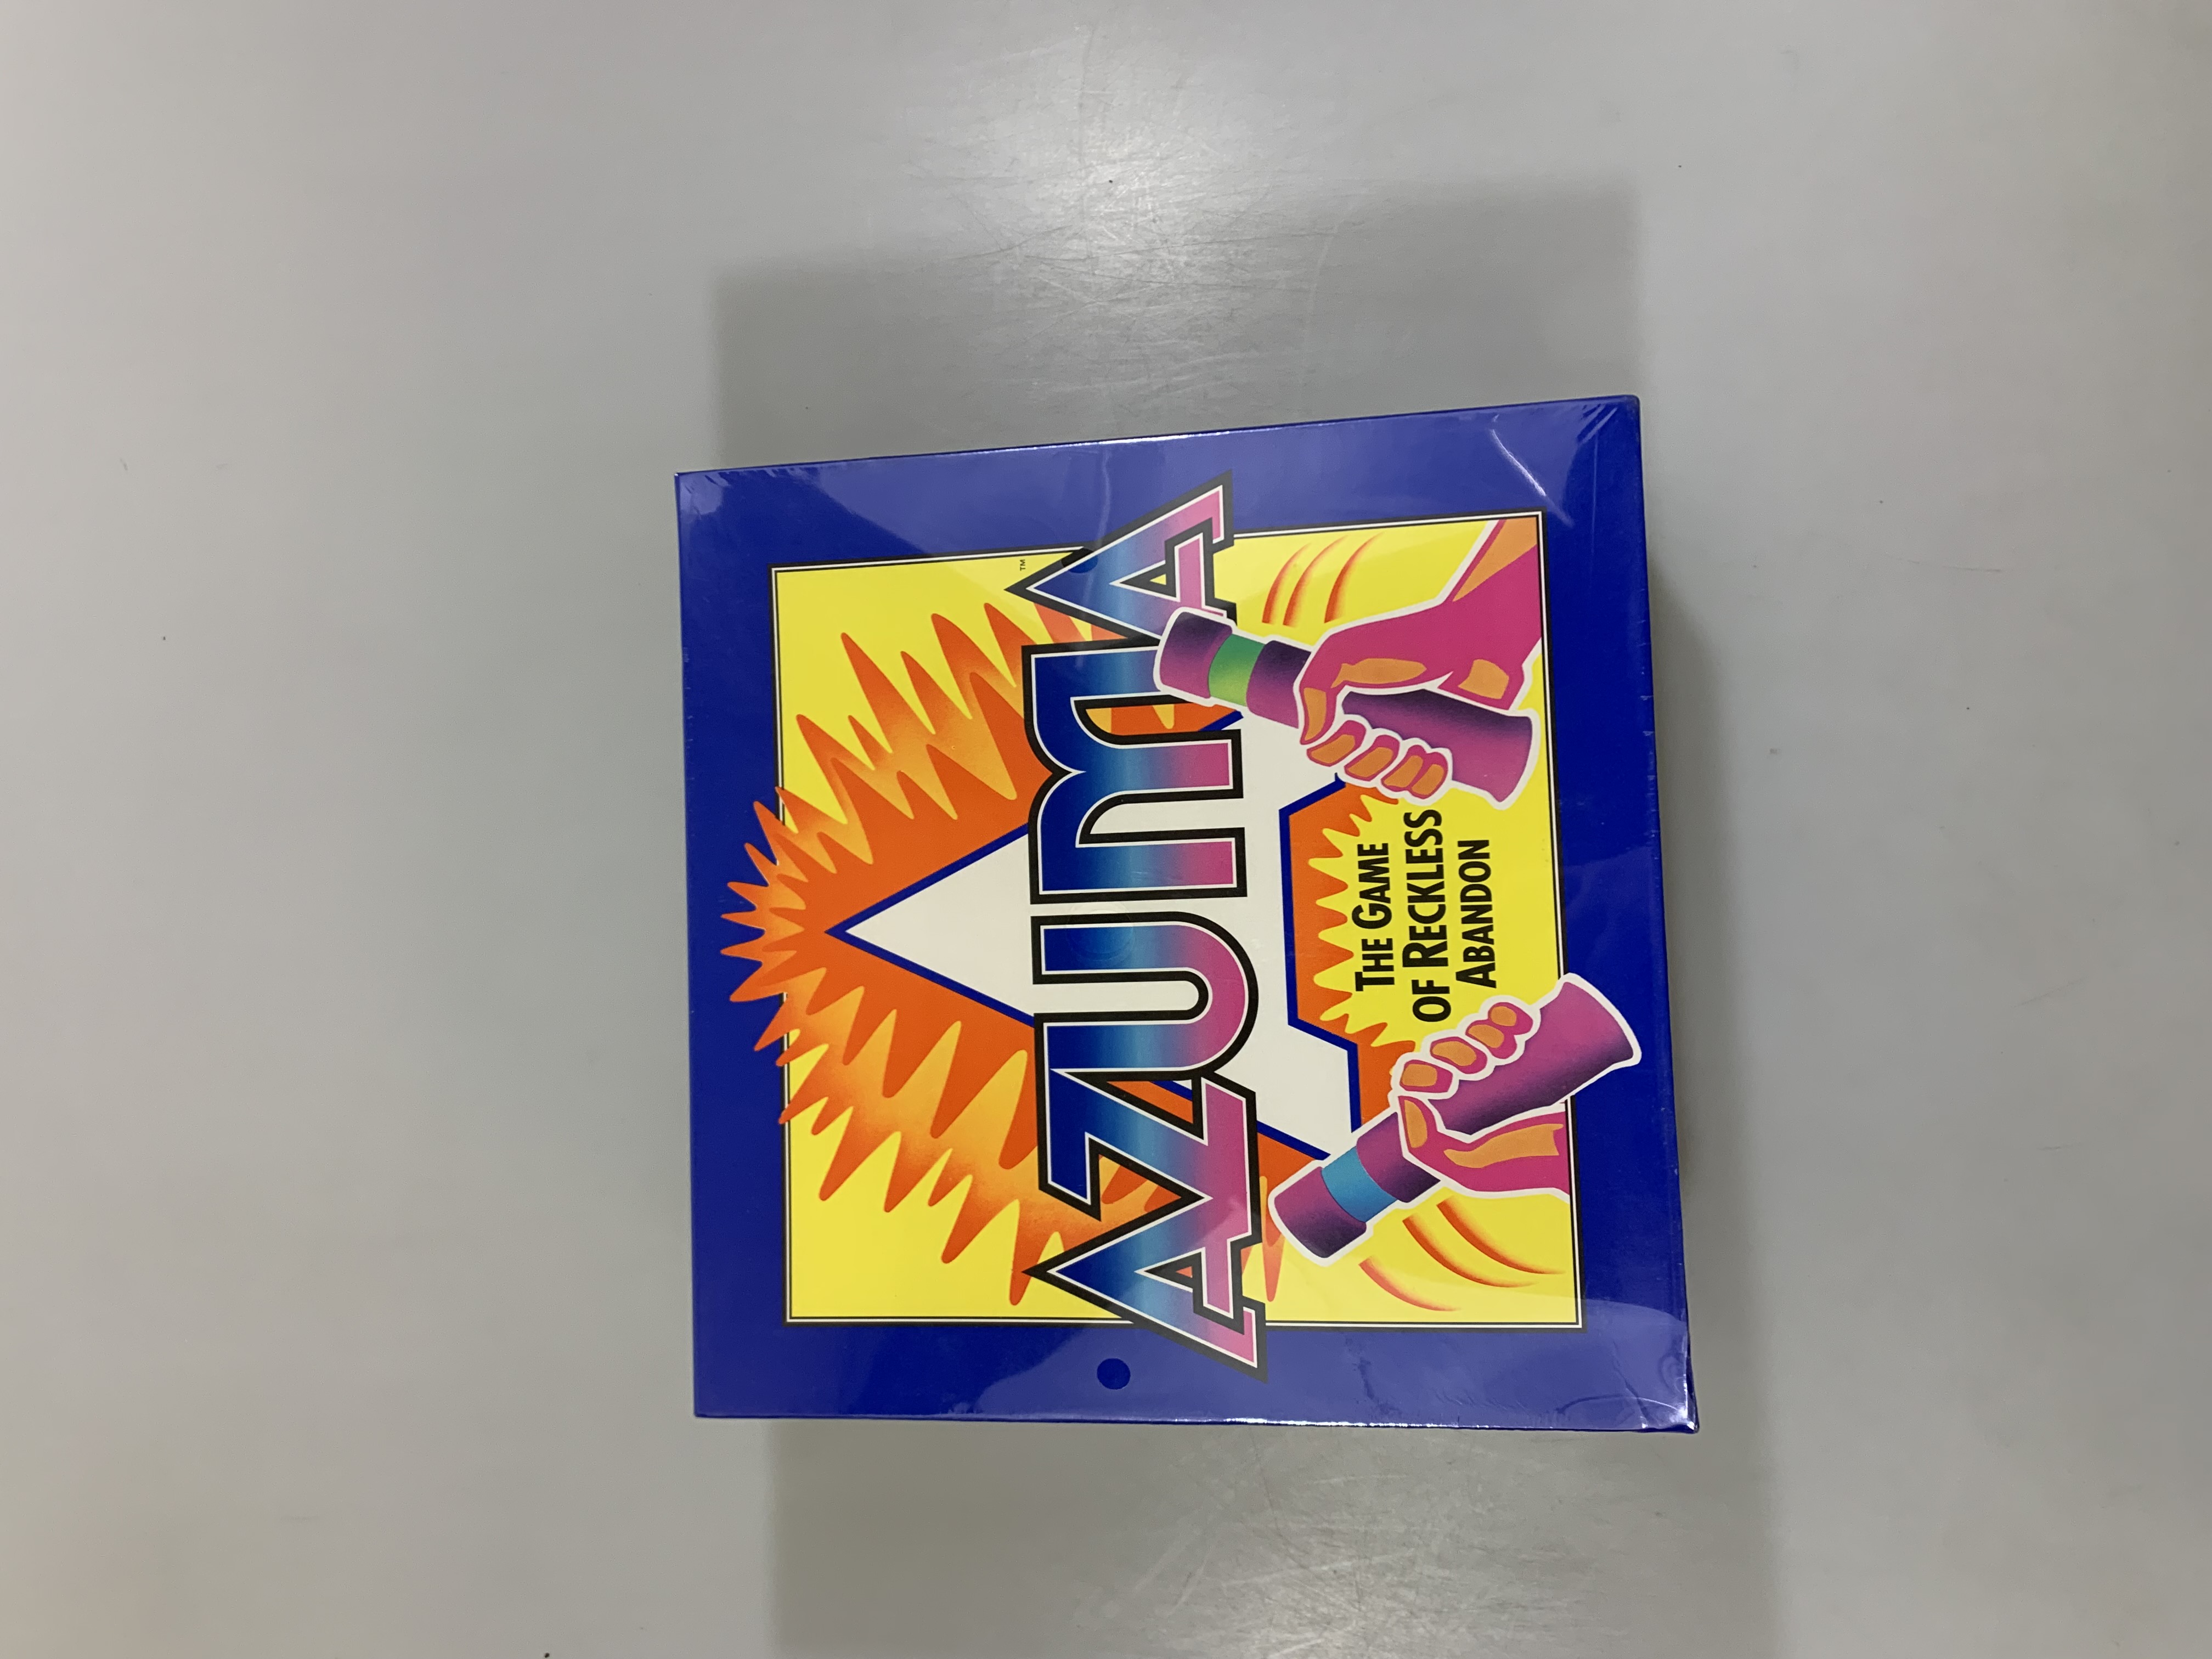 AZUMA™
THE GAME
OF RECKLESS
ABANDON